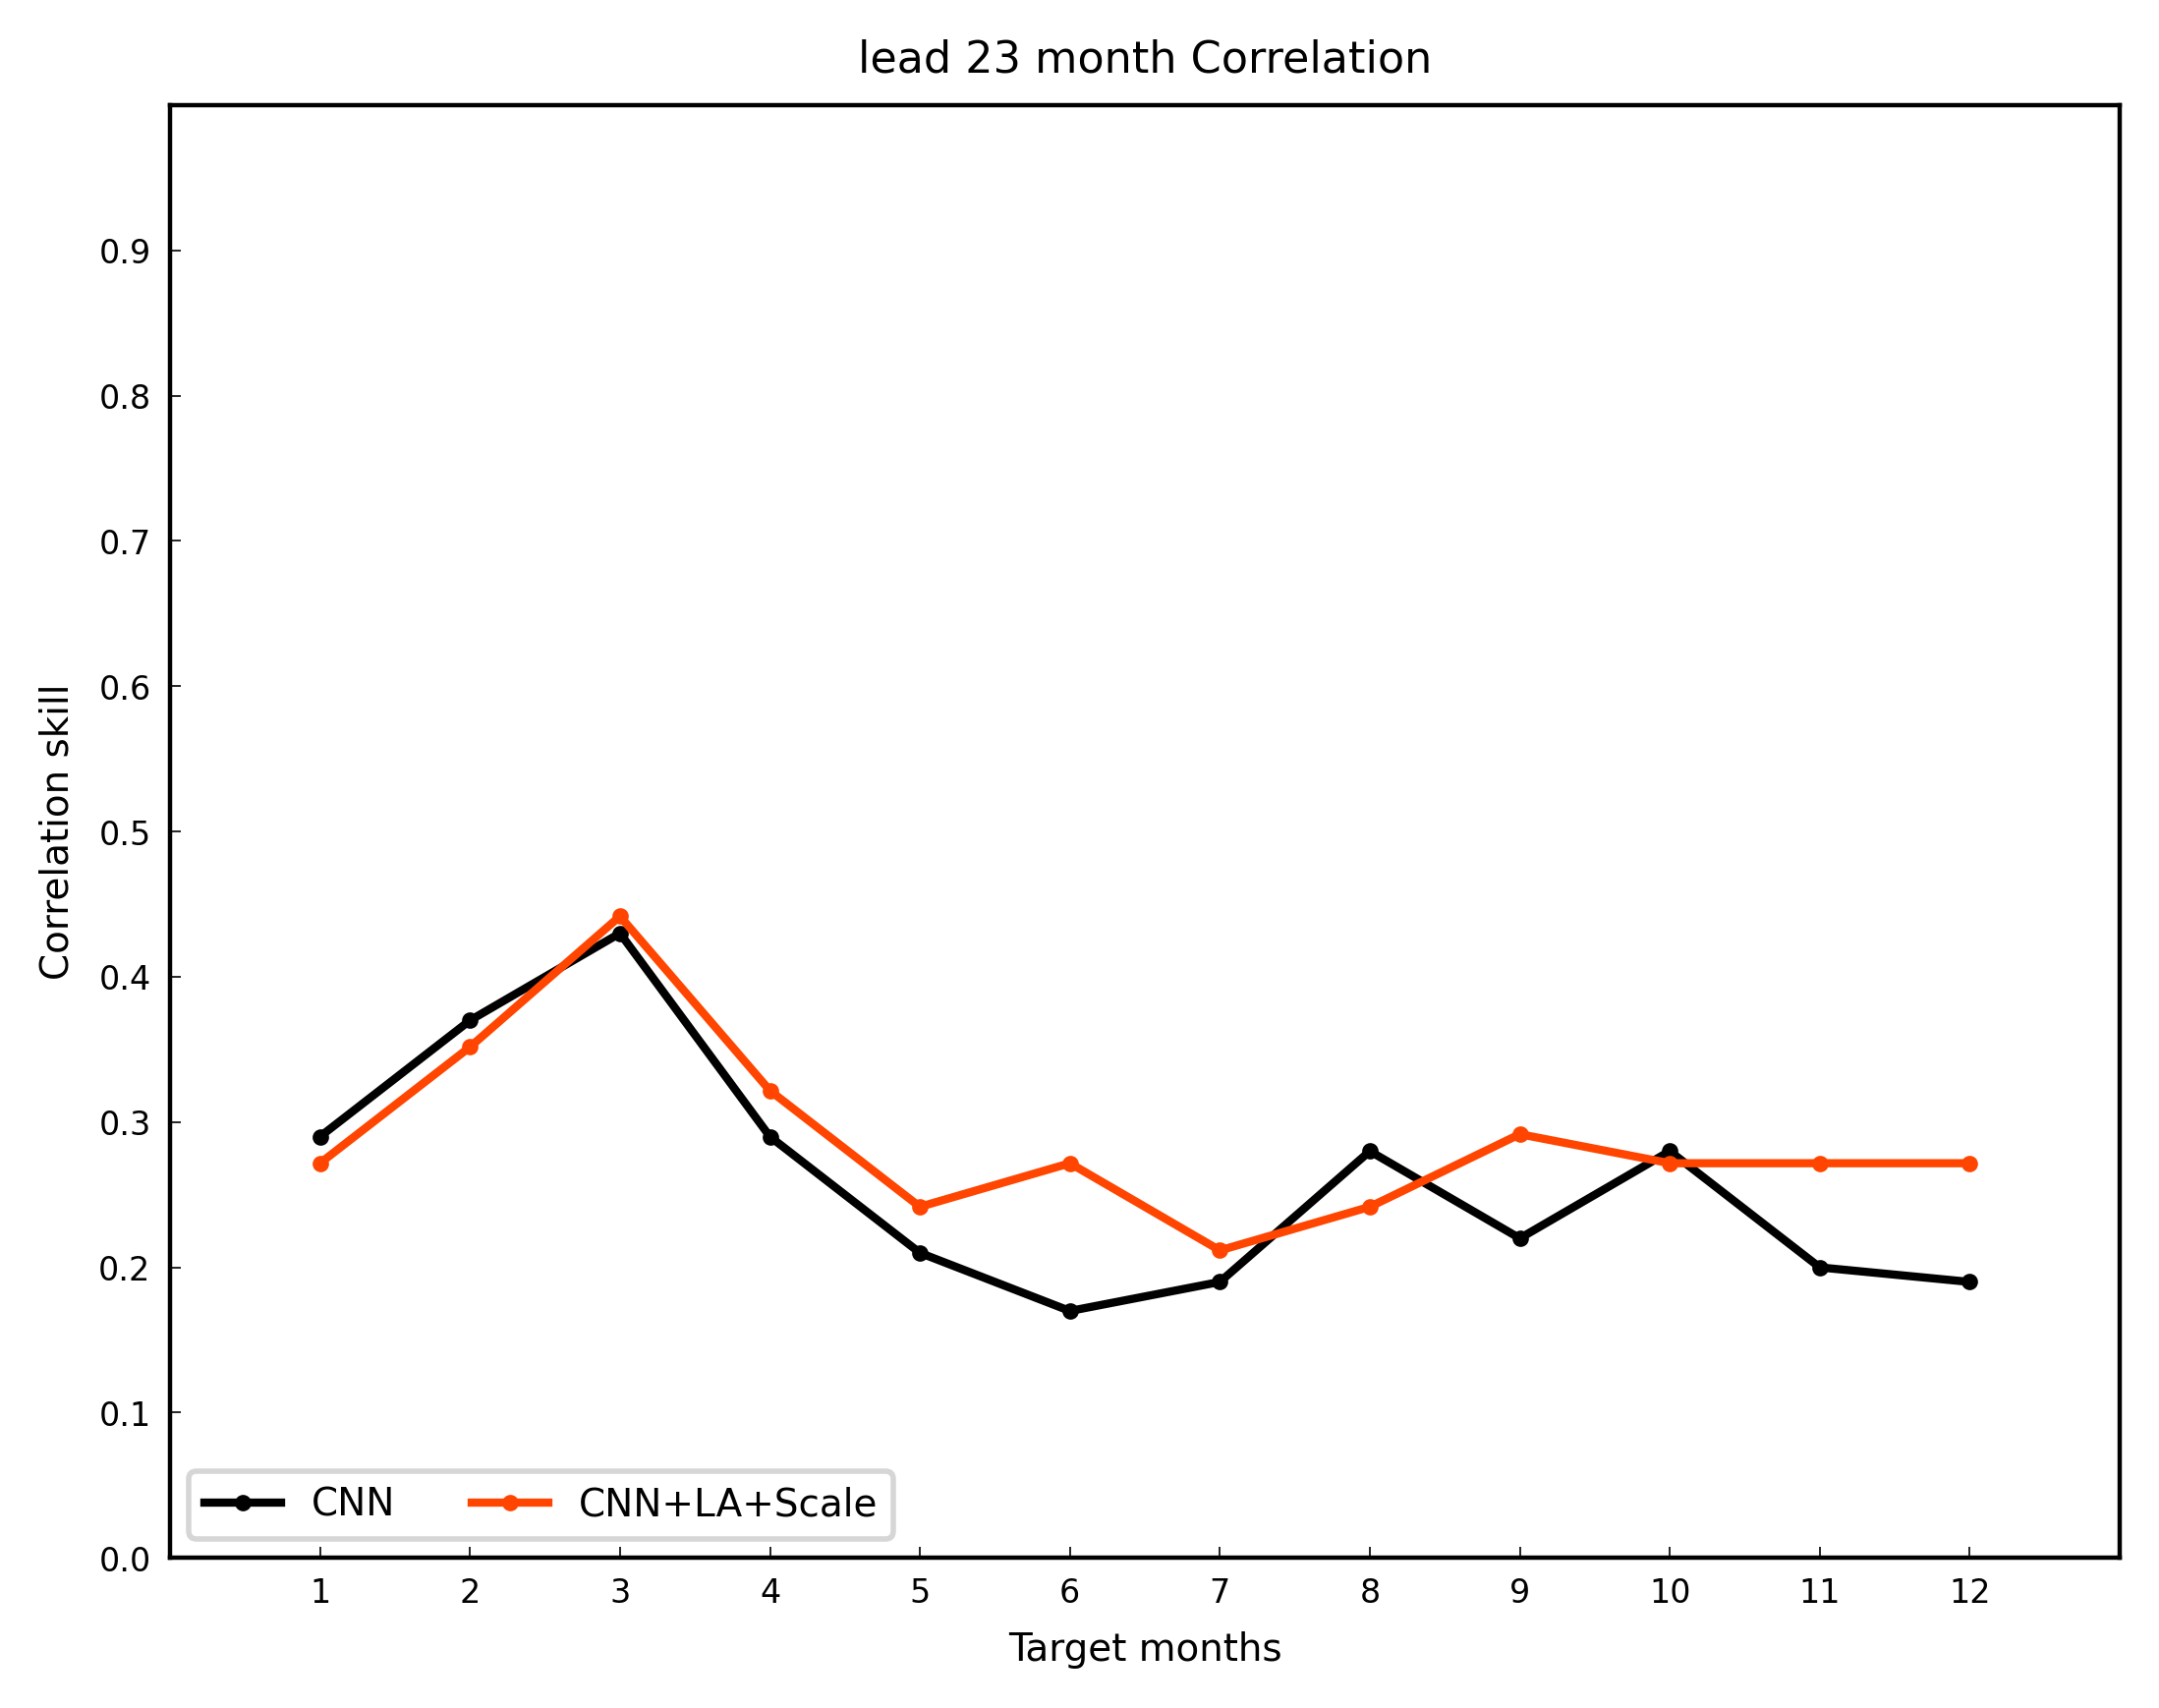 lead 23 month Correlation
Correlation skill
0.9
0.8
0.7
0.6
0.5
0.4
0.3
0.2
0.1
0.0
CNN
CNN+LA+Scale
1 2 3 4 5 6 7 8 9 10 11 12
Target months